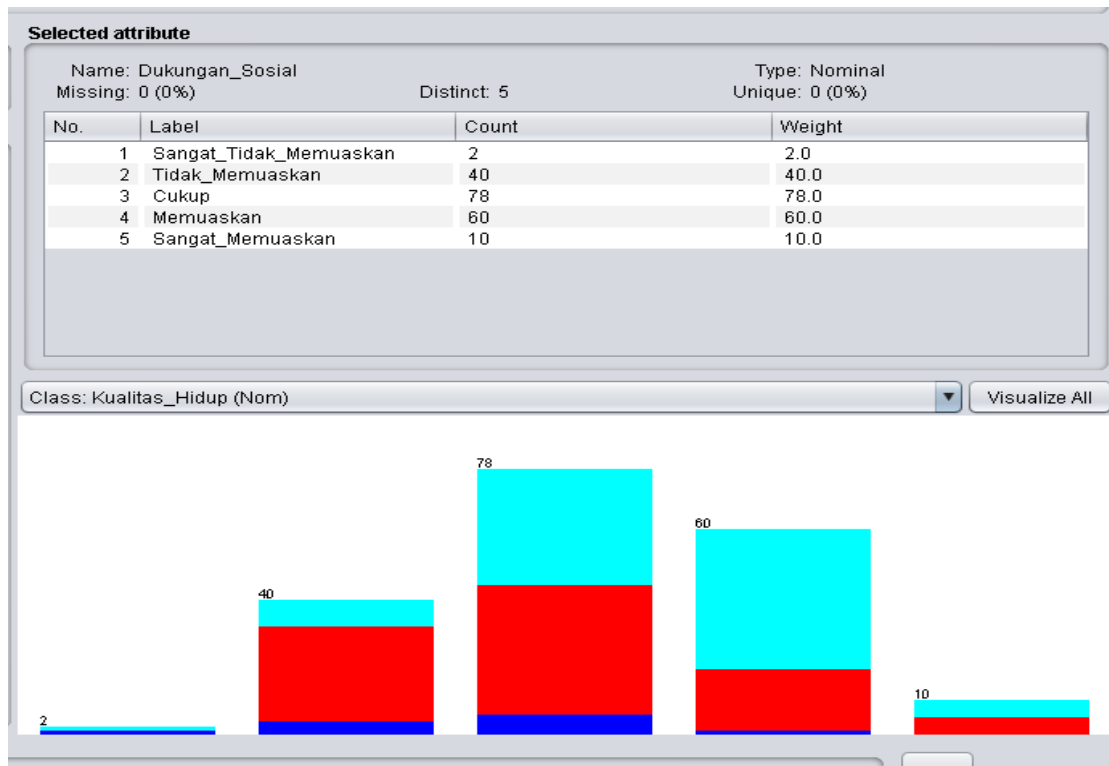 Selected attribute
Name: Dukungan_Sosial Type: Nominal
Missing: 0 (0%) Distinct: 5 Unique: 0 (0%)
No. Label Count Weight
1 Sangat_Tidak_Memuaskan 2 2.0
2 Tidak_Memuaskan 40 40.0
3 Cukup 78 78.0
4 Memuaskan 60 60.0
5 Sangat_Memuaskan 10 10.0
Class: Kualitas_Hidup (Nom) Visualize All
78
60
40
10
2